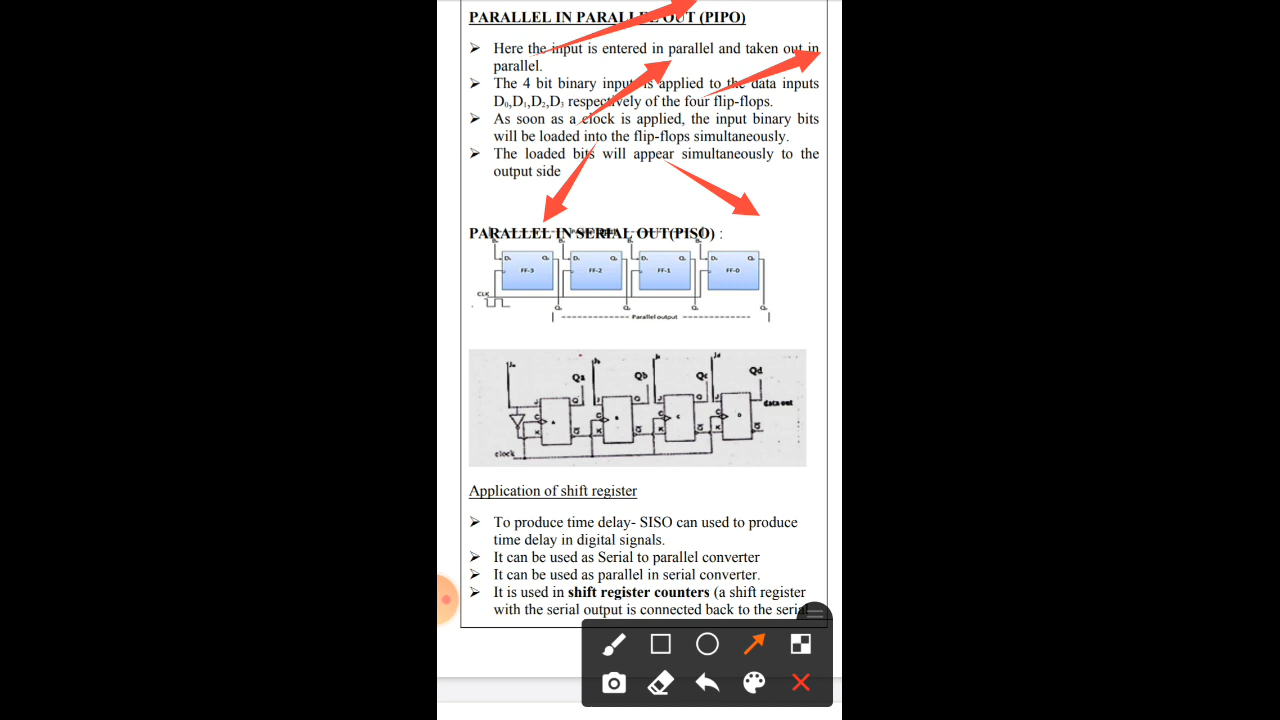 PARALLEL IN PARALLEL OUT (PIPO)
➢ Here the input is entered in parallel and taken out in
parallel.
➢ The 4 bit binary input is applied to the data inputs
D₀,D₁,D₂,D₃ respectively of the four flip-flops.
➢ As soon as a clock is applied, the input binary bits
will be loaded into the flip-flops simultaneously.
➢ The loaded bits will appear simultaneously to the
output side
PARALLEL IN SERIAL OUT(PISO) :
FF-3 FF-2 FF-1 FF-0
CLK
Parallel output
Qa Qb Qc Qd
J Q J Q J Q J
data out
C C C C
A B C D
K Q̅ K Q̅ K Q̅ K Q̅
clock
Application of shift register
➢ To produce time delay- SISO can used to produce
time delay in digital signals.
➢ It can be used as Serial to parallel converter
➢ It can be used as parallel in serial converter.
➢ It is used in shift register counters (a shift register
with the serial output is connected back to the serial